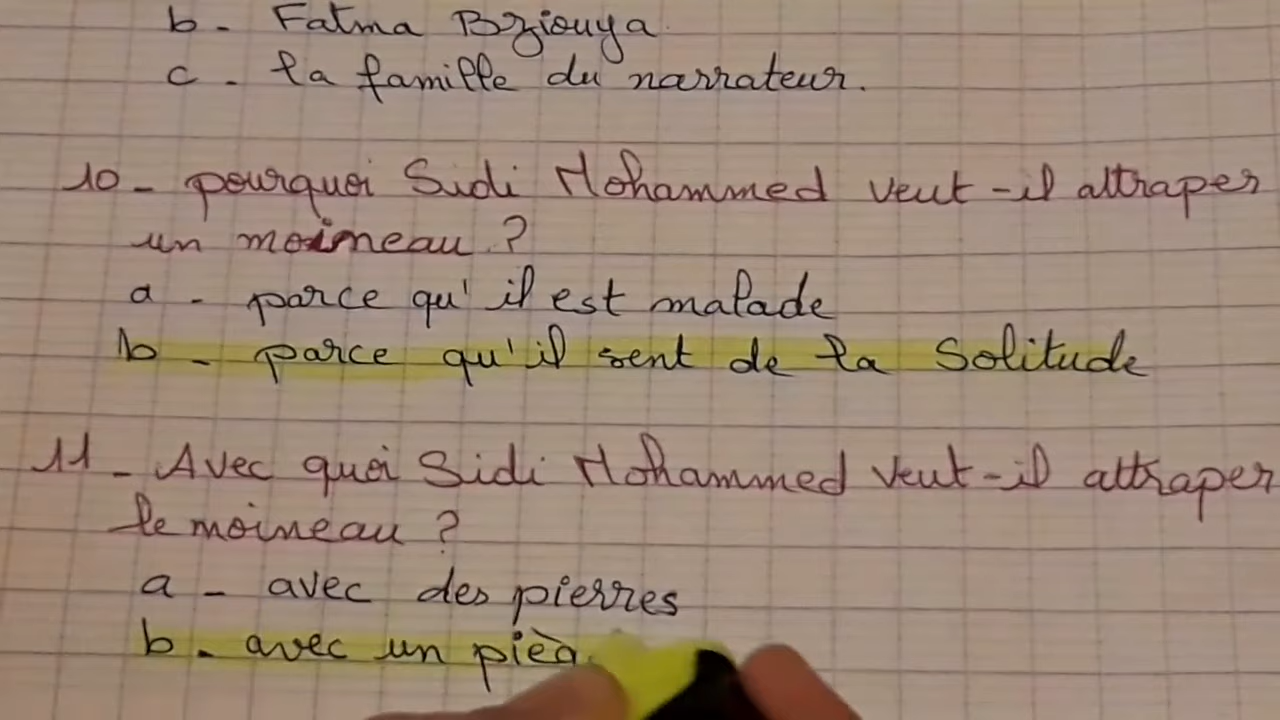 b - Fatma Bziouya.
c - la famille du narrateur.
10 - pourquoi Sidi Mohammed veut-il attraper
un moineau ?
a - parce qu'il est malade
b - parce qu'il sent de la Solitude
11 - Avec quoi Sidi Mohammed veut-il attraper
le moineau ?
a - avec des pierres
b - avec un